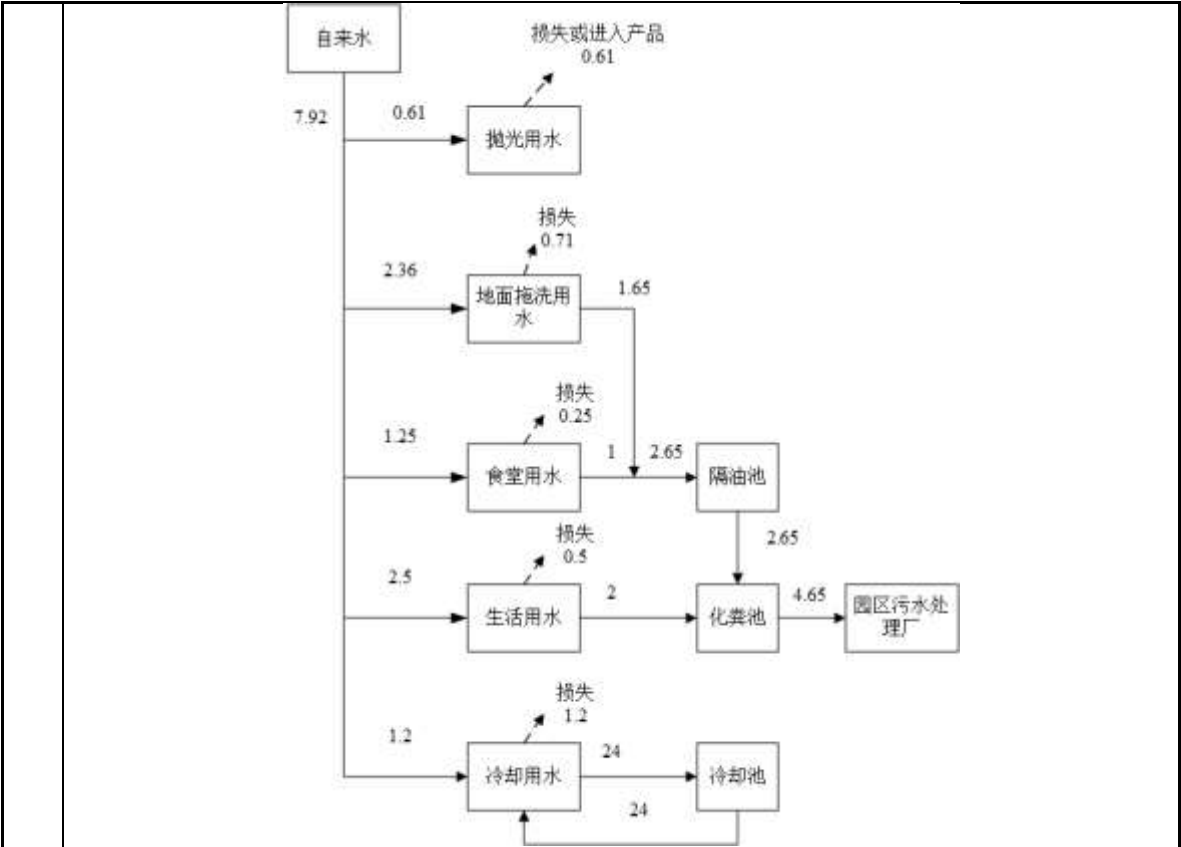 自来水
损失或进入产品
0.61
7.92
0.61
抛光用水
损失
0.71
2.36
地面拖洗用
水
1.65
损失
0.25
1.25
食堂用水
1
2.65
隔油池
损失
0.5
2.65
2.5
生活用水
2
化粪池
4.65
园区污水处
理厂
损失
1.2
1.2
冷却用水
24
冷却池
24